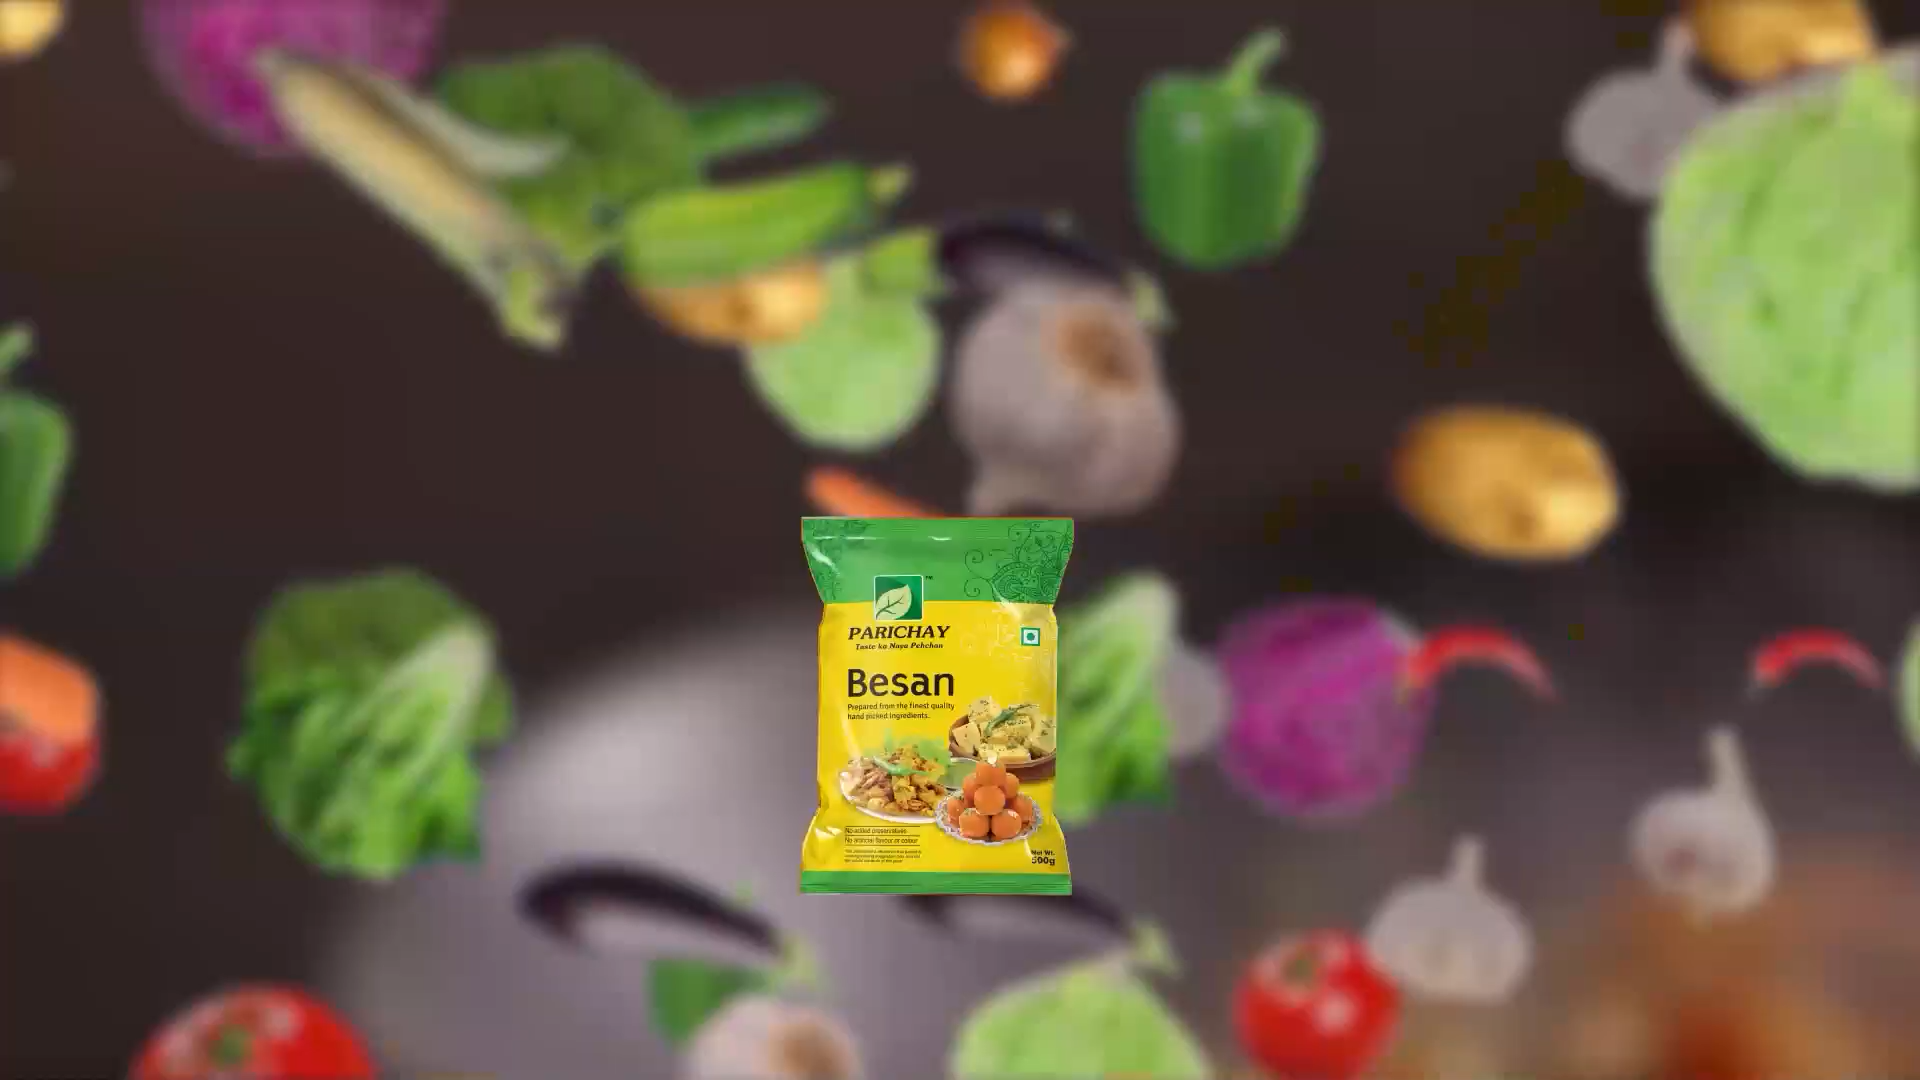 TM
PARICHAY
Taste ka Naya Pehchan
Besan
Prepared from the finest quality
hand picked ingredients.
No added preservatives
No artificial flavour or colour
Net Wt.
500g